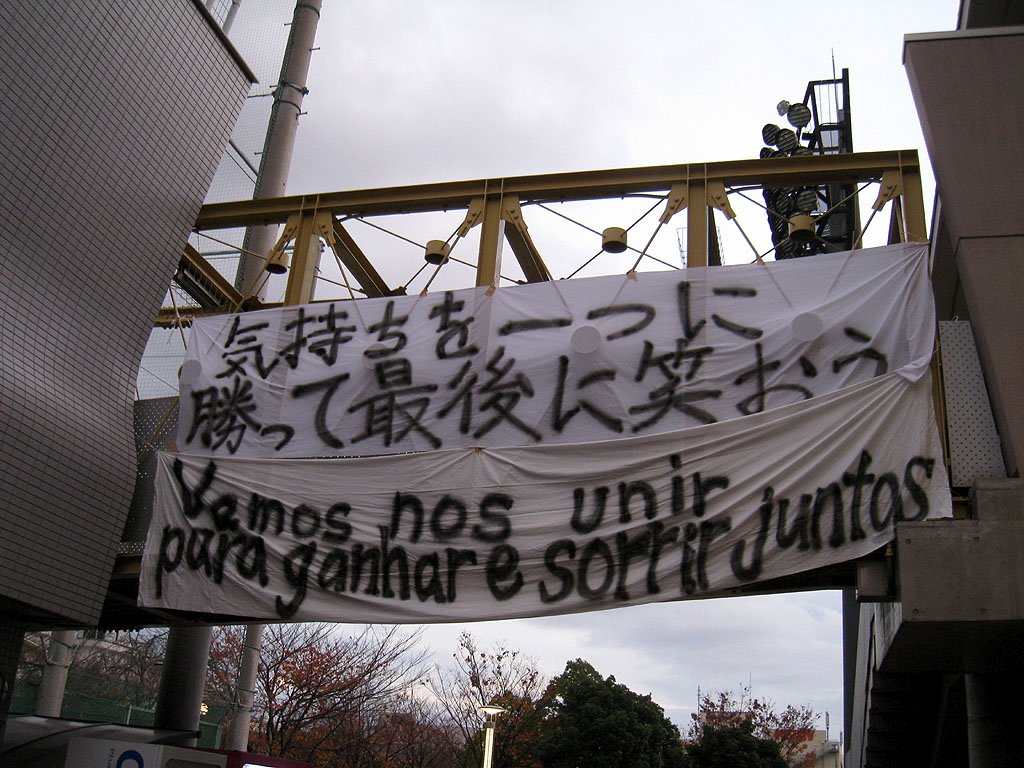 気持ちを一つに
勝って最後に笑おう
Vamos nos unir
para ganhar e sorrir juntos